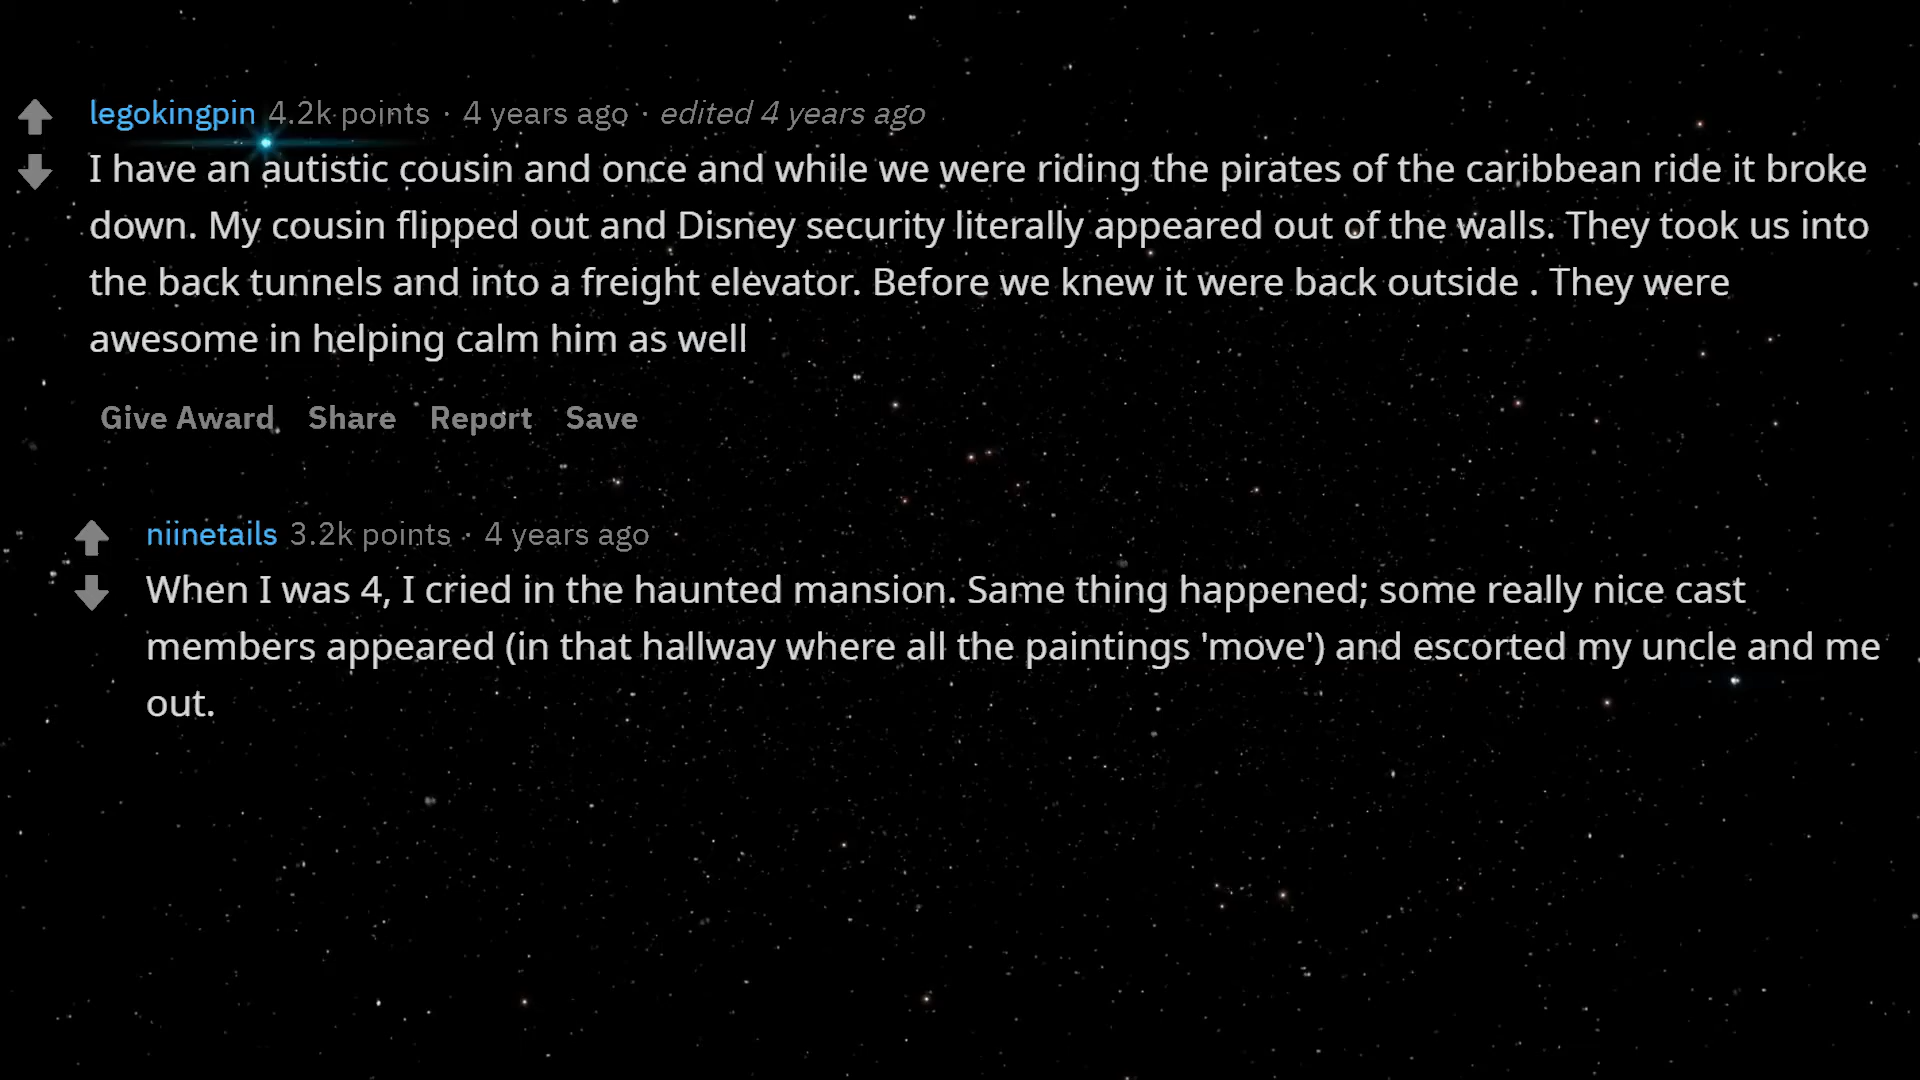 legokingpin 4.2k points · 4 years ago · edited 4 years ago
I have an autistic cousin and once and while we were riding the pirates of the caribbean ride it broke
down. My cousin flipped out and Disney security literally appeared out of the walls. They took us into
the back tunnels and into a freight elevator. Before we knew it were back outside . They were
awesome in helping calm him as well
Give Award Share Report Save
niinetails 3.2k points · 4 years ago
When I was 4, I cried in the haunted mansion. Same thing happened; some really nice cast
members appeared (in that hallway where all the paintings 'move') and escorted my uncle and me
out.